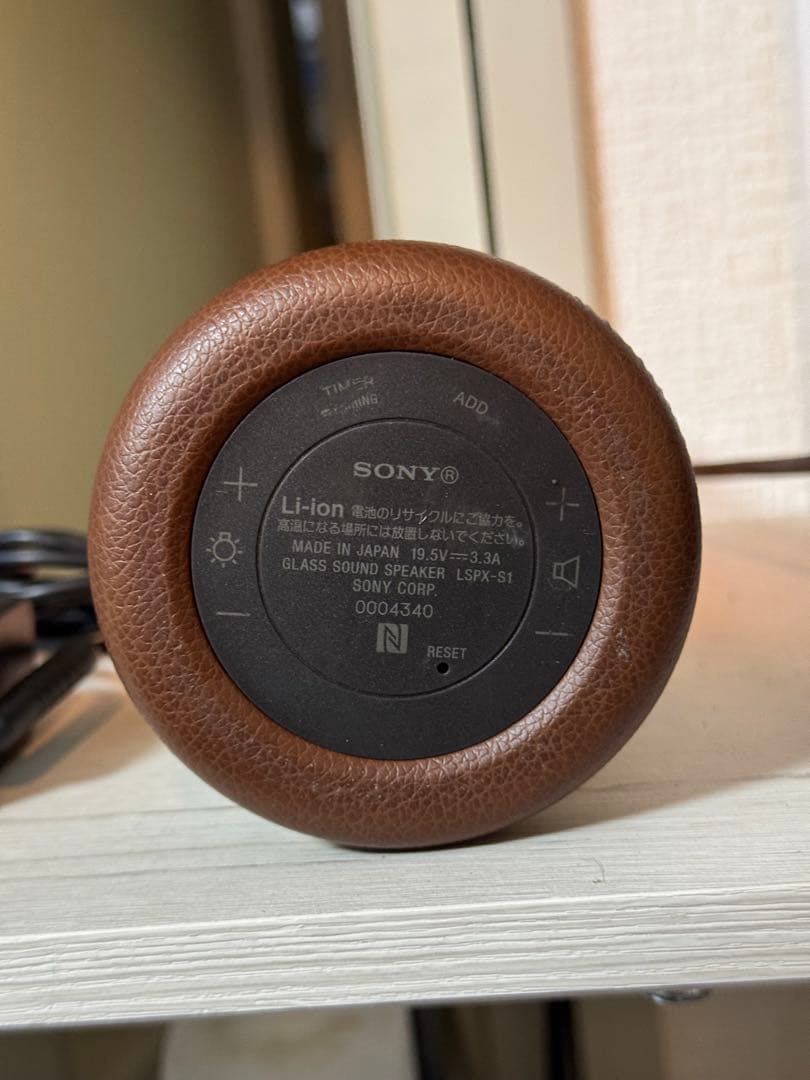 TIMER
ADD
SONY®
Li-ion 電池のリサイクルにご協力を。
高温になる場所には放置しないでください。
MADE IN JAPAN 19.5V⎓3.3A
GLASS SOUND SPEAKER LSPX-S1
SONY CORP.
0004340
N
RESET